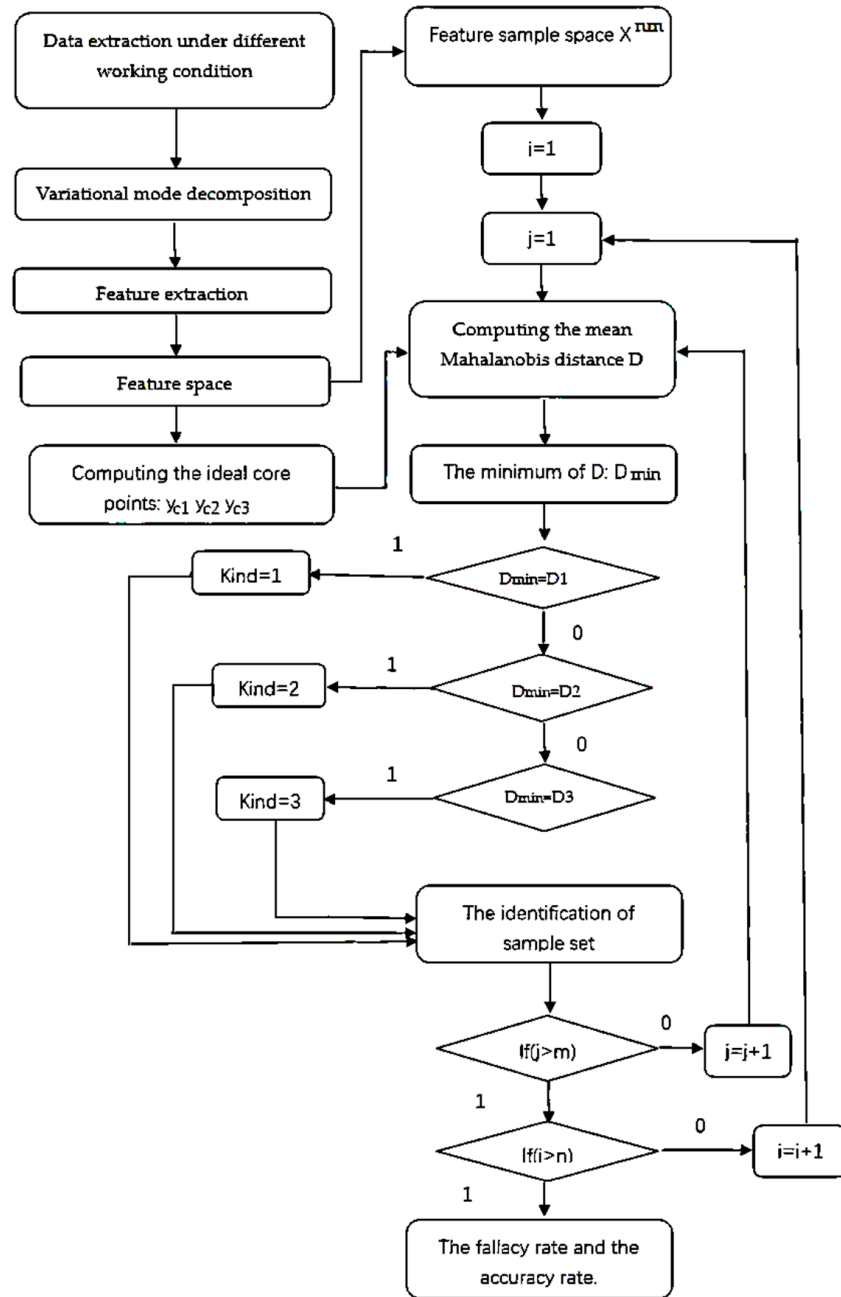 Data extraction under different
working condition
Variational mode decomposition
Feature extraction
Feature space
Computing the ideal core
points: yc1 yc2 yc3
Feature sample space X
i=1
j=1
Computing the mean
Mahalanobis distance D
The minimum of D: Dmin
Dmin=D1
1
Kind=1
0
Dmin=D2
1
Kind=2
0
Dmin=D3
1
Kind=3
The identification of
sample set
If(j>m)
0
j=j+1
1
If(i>n)
0
i=i+1
1
The fallacy rate and the
accuracy rate.